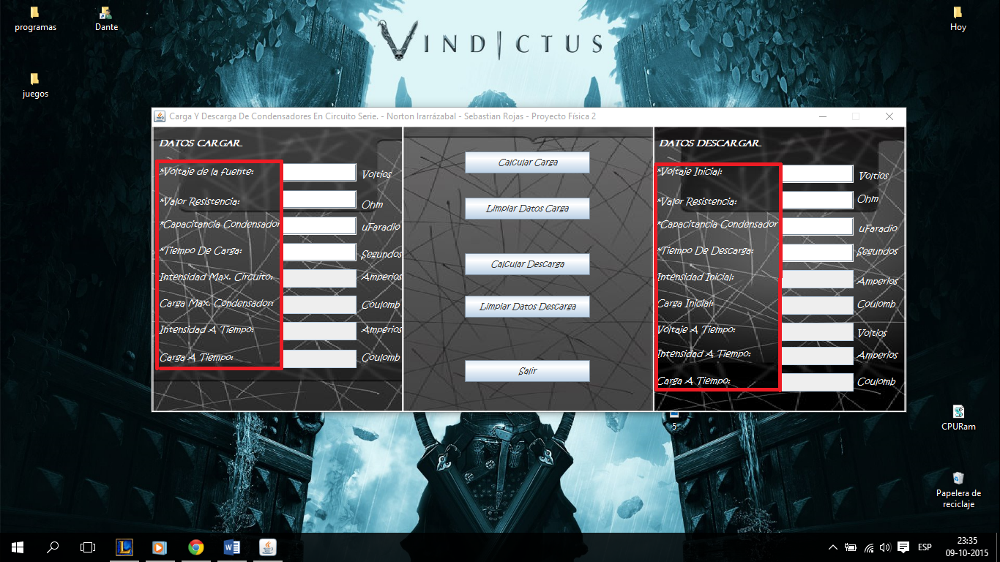 programas
Dante
Hoy
juegos
VINDICTUS
Carga Y Descarga De Condensadores En Circuito Serie. - Norton Irarrázabal - Sebastian Rojas - Proyecto Física 2
DATOS CARGAR_
*Voltaje de la fuente:
Voltios
*Valor Resistencia:
Ohm
*Capacitancia Condensador
uFaradio
*Tiempo De Carga:
Segundos
Intensidad Max. Circuito:
Amperios
Carga Max. Condensador:
Coulomb
Intensidad A Tiempo:
Amperios
Carga A Tiempo:
Coulomb
Calcular Carga
Limpiar Datos Carga
Calcular Descarga
Limpiar Datos Descarga
Salir
DATOS DESCARGAR_
*Voltaje Inicial:
Voltios
*Valor Resistencia:
Ohm
*Capacitancia Condensador
uFaradio
*Tiempo De Descarga:
Segundos
Intensidad Inicial:
Amperios
Carga Inicial:
Coulomb
Voltaje A Tiempo:
Voltios
Intensidad A Tiempo:
Amperios
Carga A Tiempo:
Coulomb
5
CPURam
Papelera de
reciclaje
ESP
23:35
09-10-2015